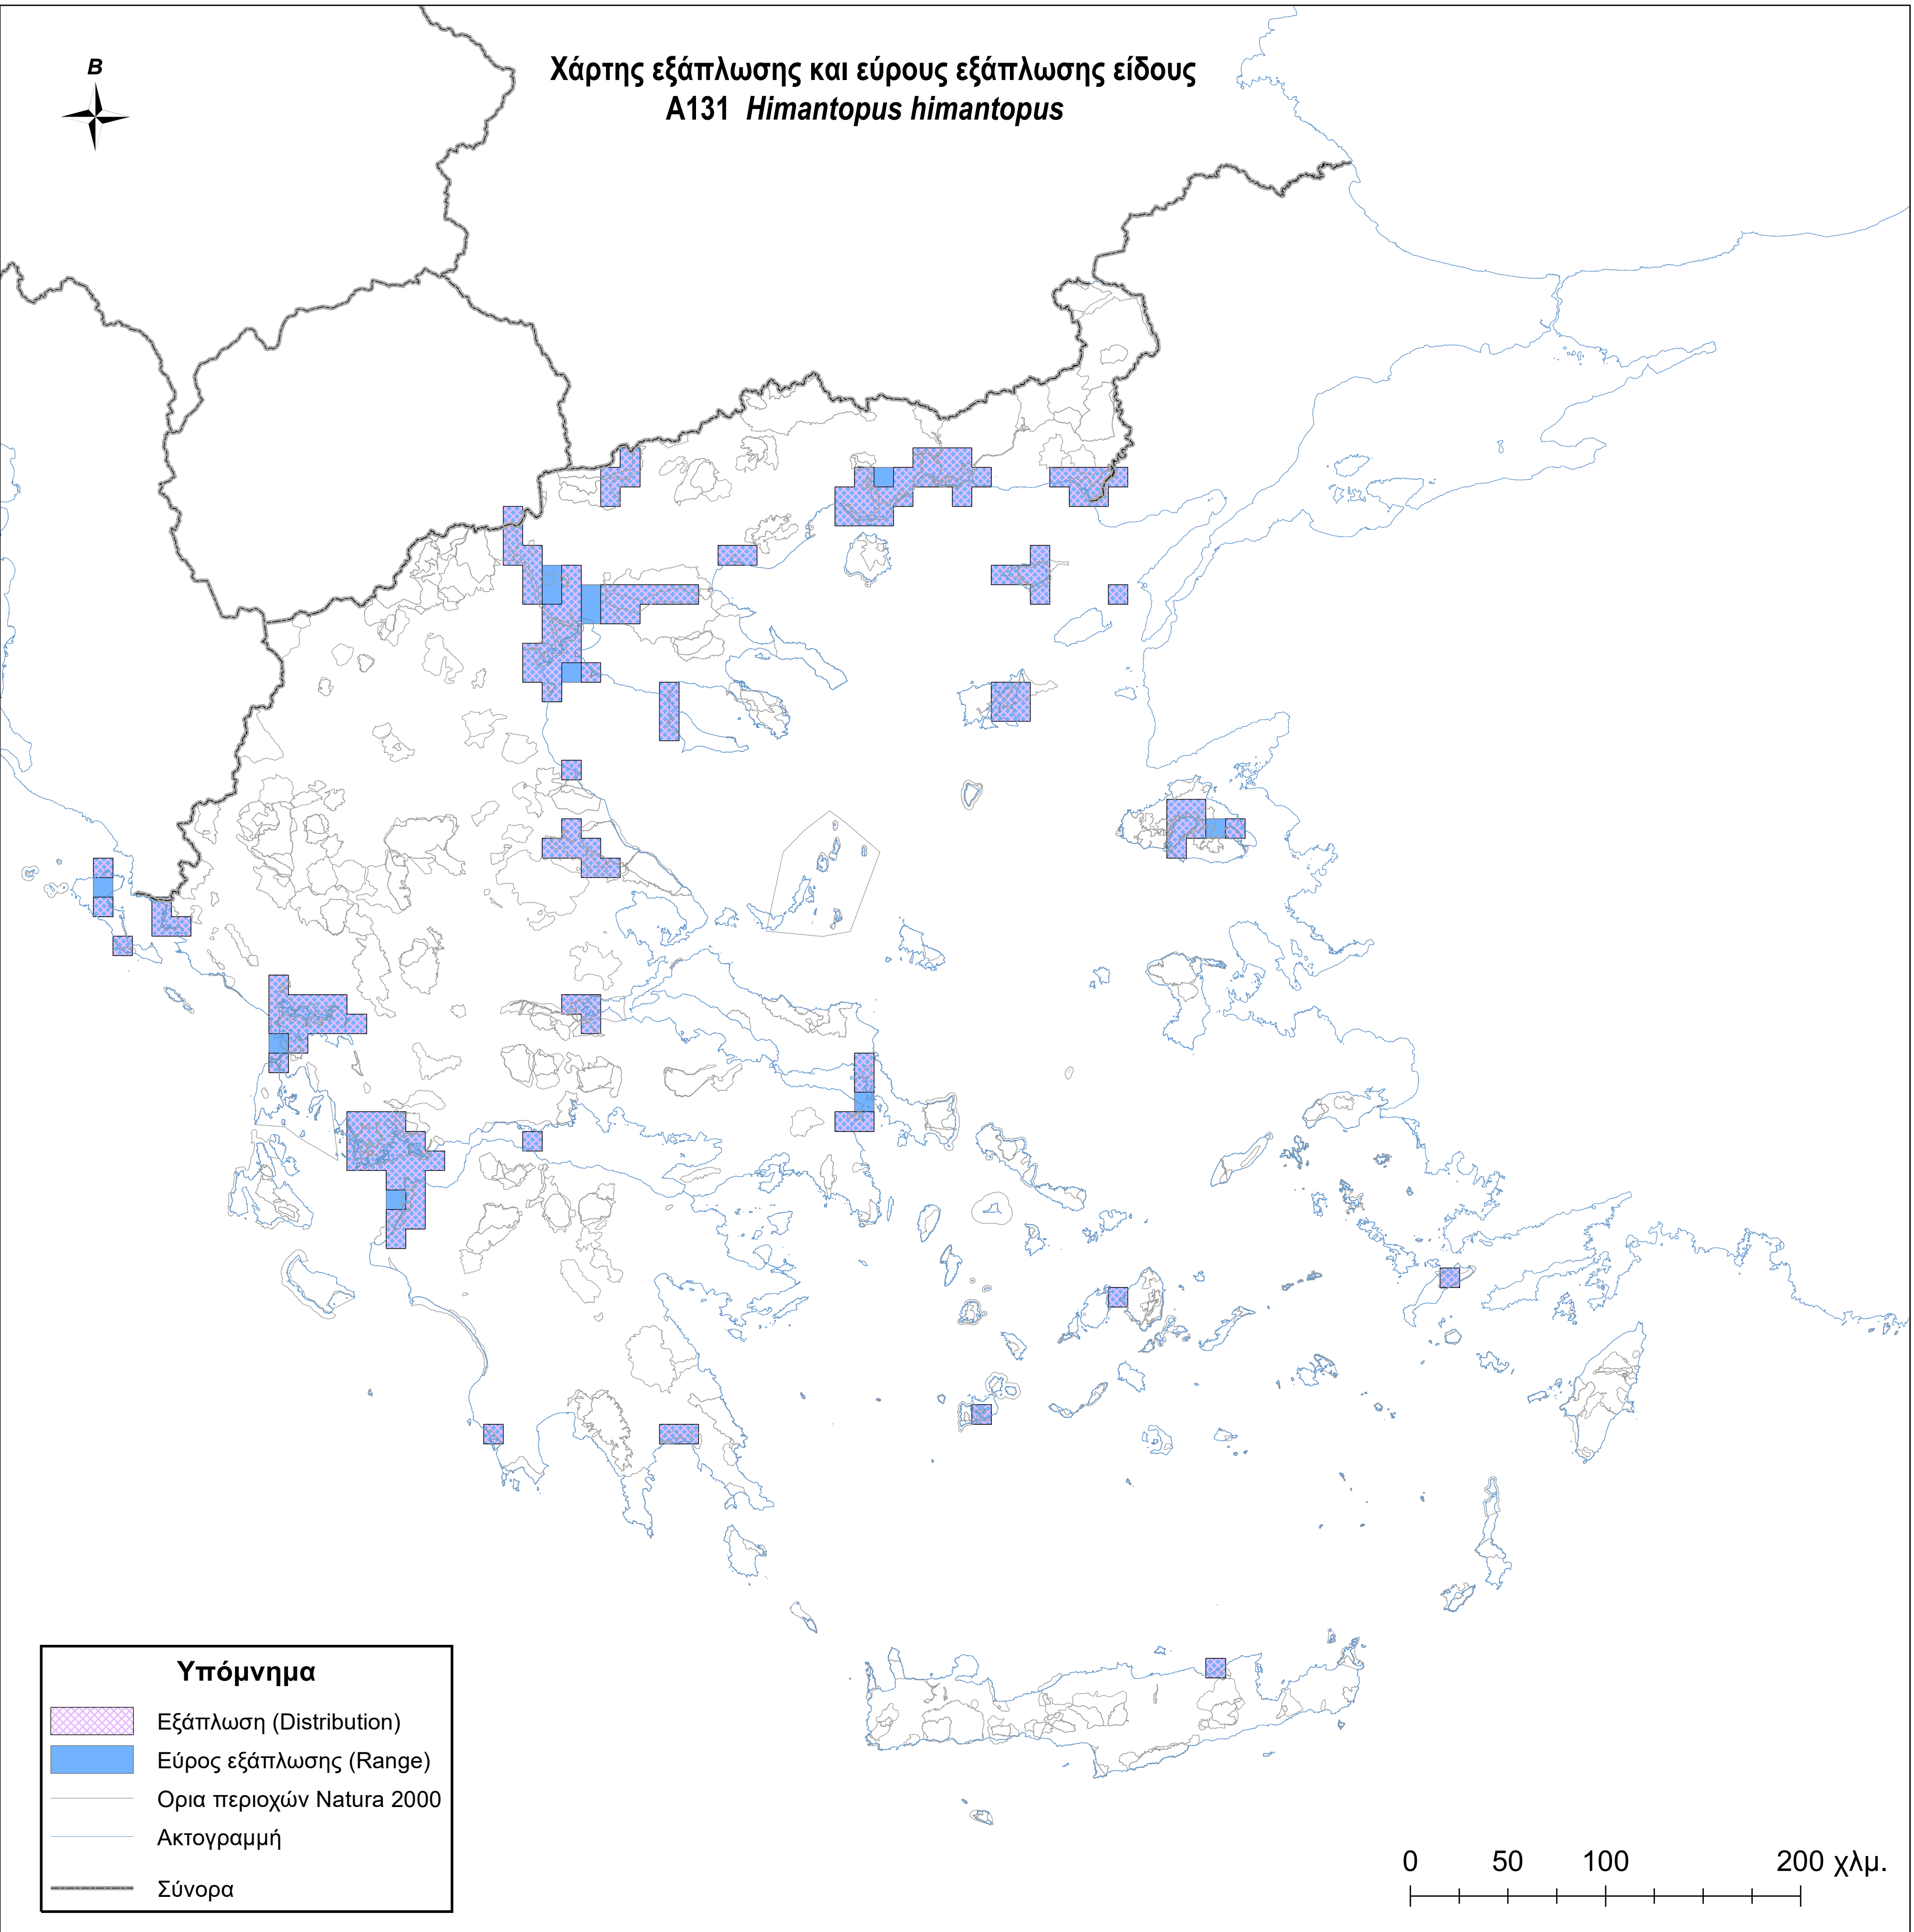 B
Χάρτης εξάπλωσης και εύρους εξάπλωσης είδους
A131 Himantopus himantopus
Υπόμνημα
Εξάπλωση (Distribution)
Εύρος εξάπλωσης (Range)
Ορια περιοχών Natura 2000
Ακτογραμμή
Σύνορα
0 50 100 200 χλμ.